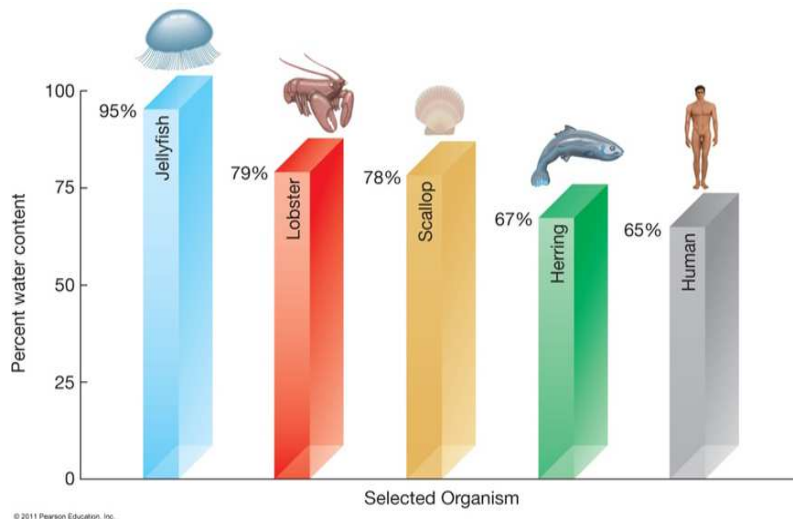 100
95%
Jellyfish
79%
Lobster
78%
Scallop
75
67%
Herring
65%
Human
50
25
0
Percent water content
Selected Organism
© 2011 Pearson Education, Inc.